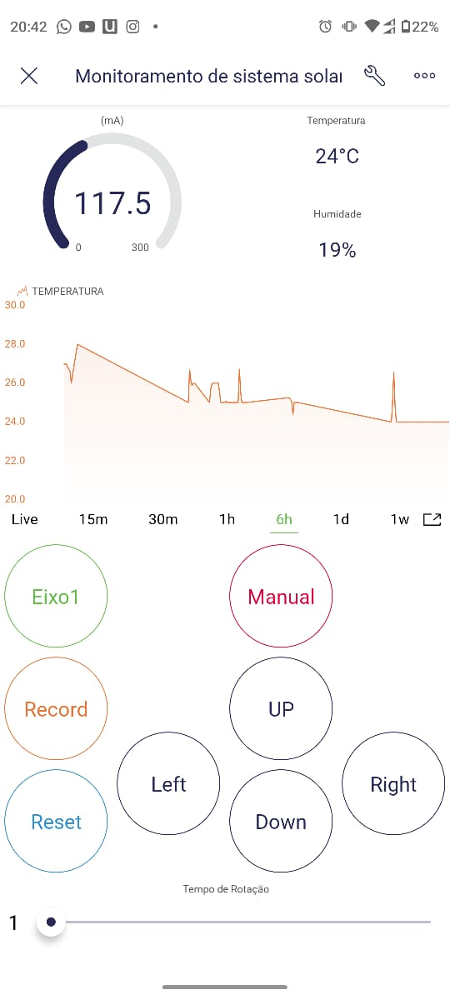 20:42 22%
Monitoramento de sistema solar
(mA)
117.5
0 300
Temperatura
24°C
Humidade
19%
TEMPERATURA
30.0
28.0
26.0
24.0
22.0
20.0
Live 15m 30m 1h 6h 1d 1w
Eixo1 Manual
Record UP
Left Right
Reset Down
Tempo de Rotação
1